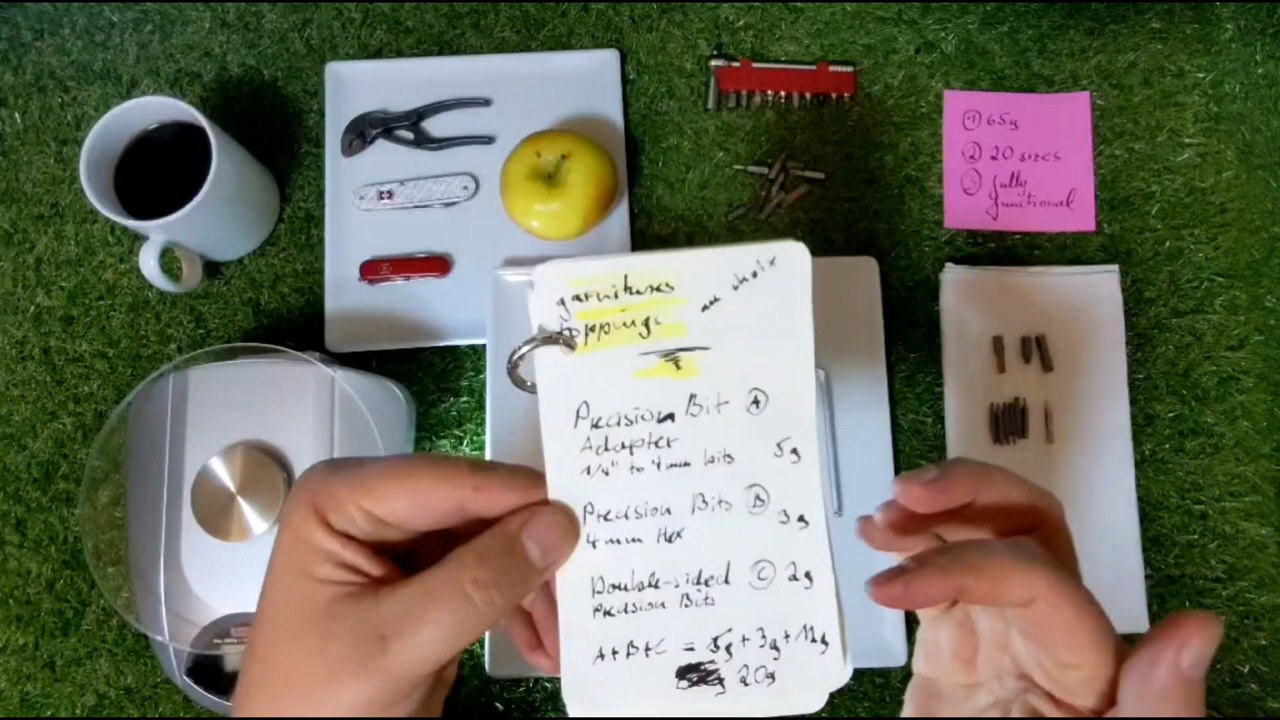 ① 65g
② 20 sizes
③ fully
functional
garnitures
toppings
Precision Bit Ⓐ
Adapter
1/4" to 4mm bits 5g
Precision Bits Ⓑ
4mm Hex 3g
Double-sided Ⓒ 2g
Precision Bits
A+B+C = 5g+3g+12g
20g